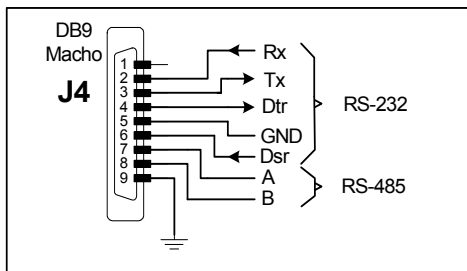 DB9
Macho
J4
1
2
3
4
5
6
7
8
9
Rx
Tx
Dtr
GND
Dsr
A
B
RS-232
RS-485